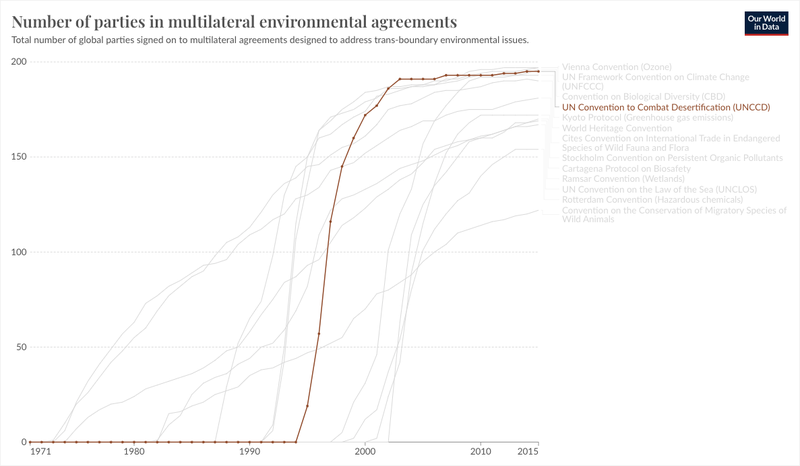 Number of parties in multilateral environmental agreements
Total number of global parties signed on to multilateral agreements designed to address trans-boundary environmental issues.
Our World
in Data
200
150
100
50
0
1971
1980
1990
2000
2010
2015
Vienna Convention (Ozone)
UN Framework Convention on Climate Change
(UNFCCC)
Convention on Biological Diversity (CBD)
UN Convention to Combat Desertification (UNCCD)
Kyoto Protocol (Greenhouse gas emissions)
World Heritage Convention
Cites Convention on International Trade in Endangered
Species of Wild Fauna and Flora
Stockholm Convention on Persistent Organic Pollutants
Cartagena Protocol on Biosafety
Ramsar Convention (Wetlands)
UN Convention on the Law of the Sea (UNCLOS)
Rotterdam Convention (Hazardous chemicals)
Convention on the Conservation of Migratory Species of
Wild Animals